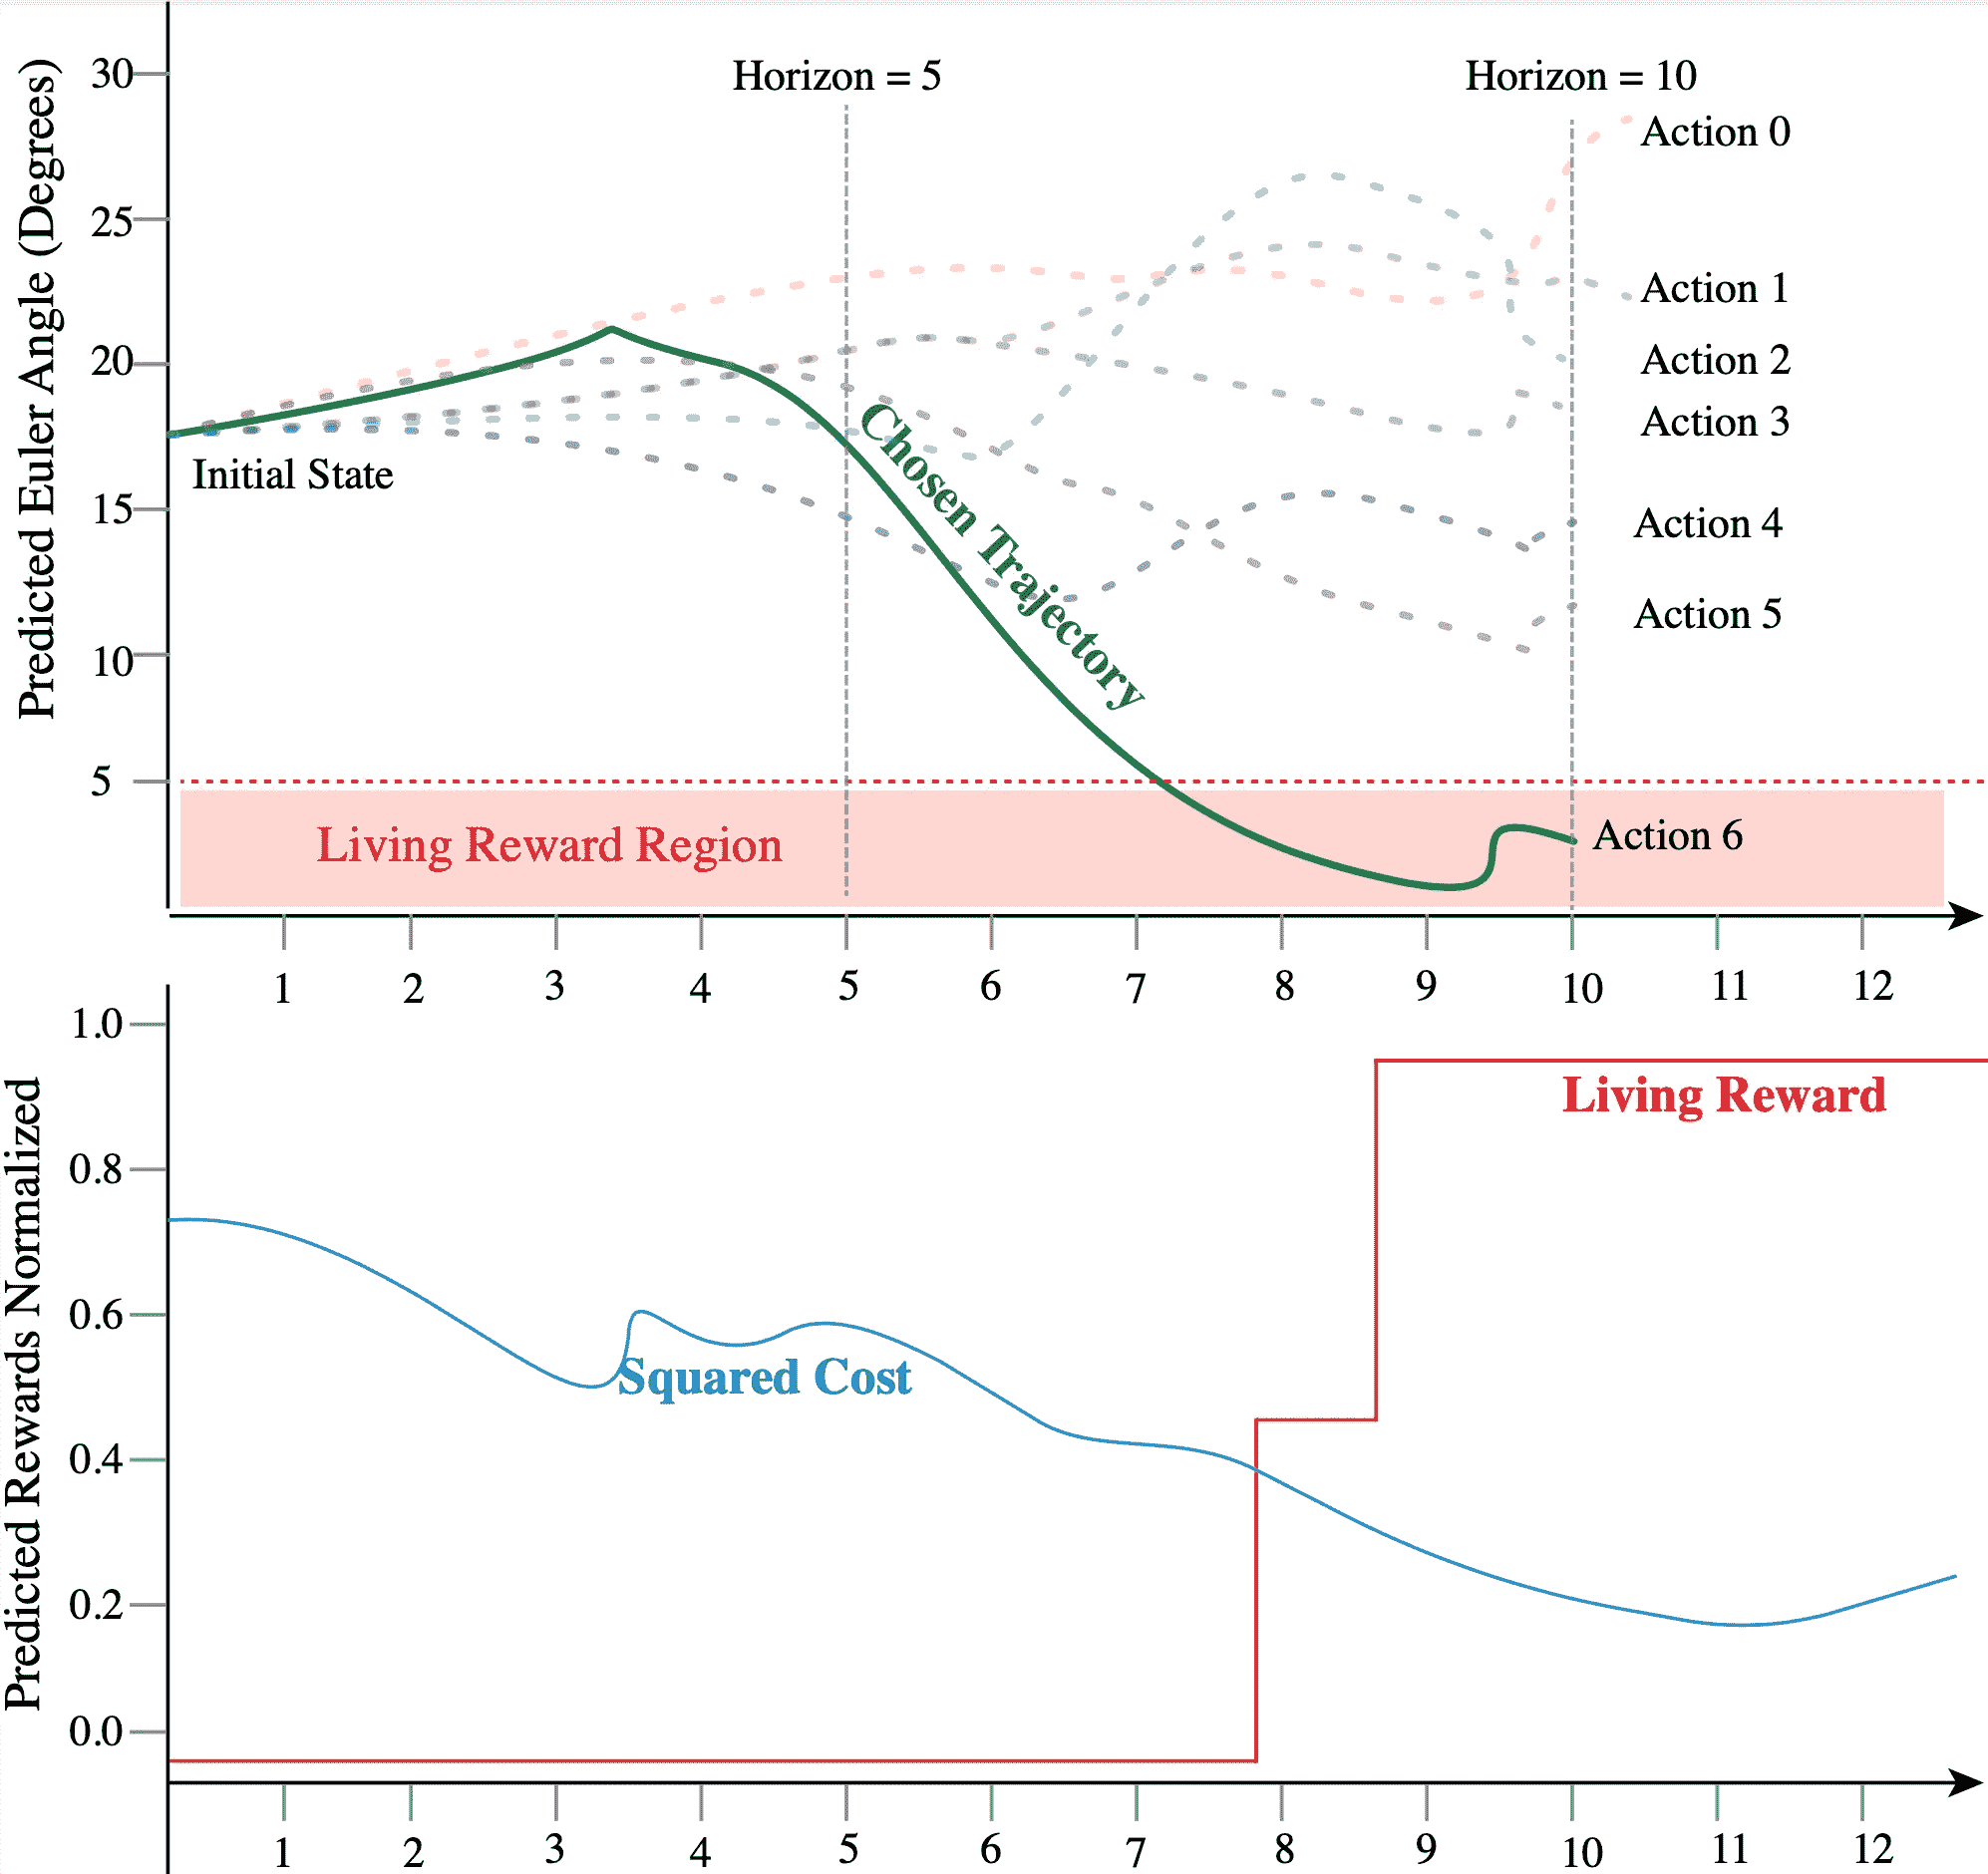 Predicted Euler Angle (Degrees)
30
25
20
15
10
5
Horizon = 5
Horizon = 10
Action 0
Action 1
Action 2
Action 3
Action 4
Action 5
Action 6
Initial State
Chosen Trajectory
Living Reward Region
1 2 3 4 5 6 7 8 9 10 11 12
Predicted Rewards Normalized
1.0
0.8
0.6
0.4
0.2
0.0
Living Reward
Squared Cost
1 2 3 4 5 6 7 8 9 10 11 12